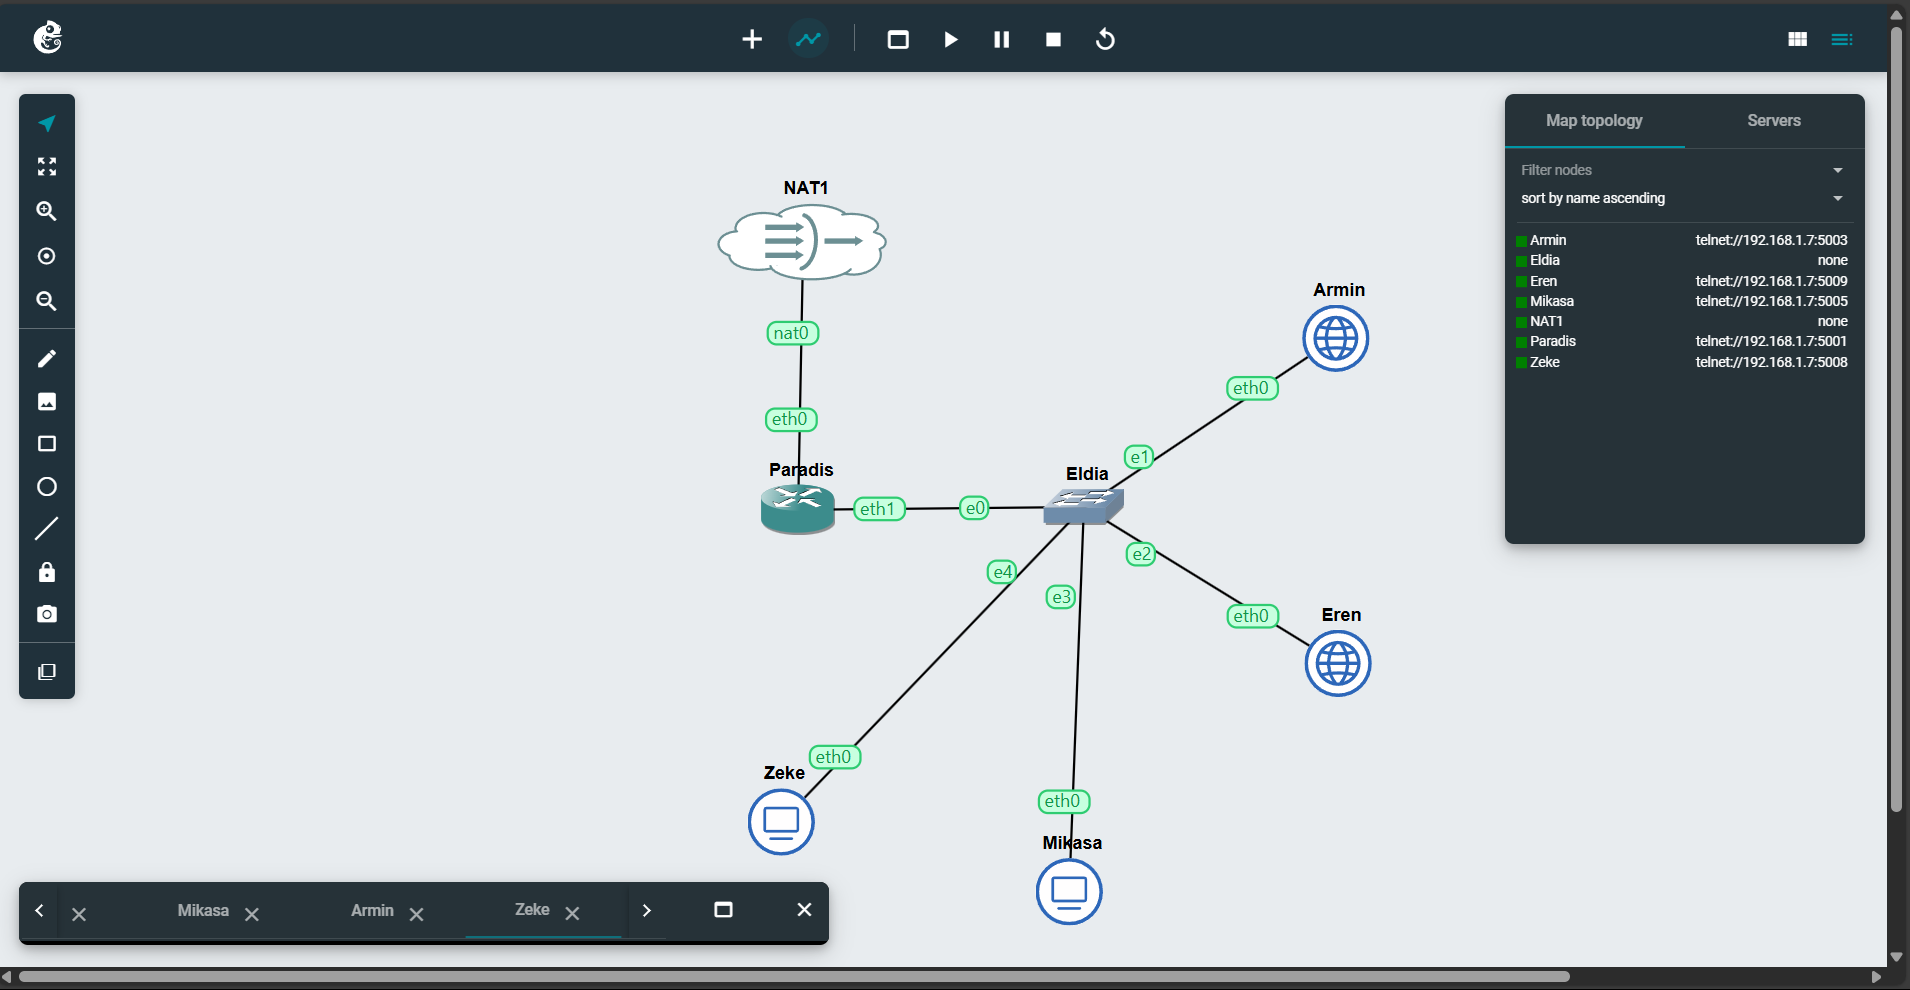 Map topology
Servers
Filter nodes
sort by name ascending
Armin telnet://192.168.1.7:5003
Eldia none
Eren telnet://192.168.1.7:5009
Mikasa telnet://192.168.1.7:5005
NAT1 none
Paradis telnet://192.168.1.7:5001
Zeke telnet://192.168.1.7:5008
NAT1
nat0
eth0
Paradis
eth1
e0
Eldia
e1
eth0
Armin
e2
eth0
Eren
e4
e3
eth0
Zeke
eth0
Mikasa
Mikasa
Armin
Zeke